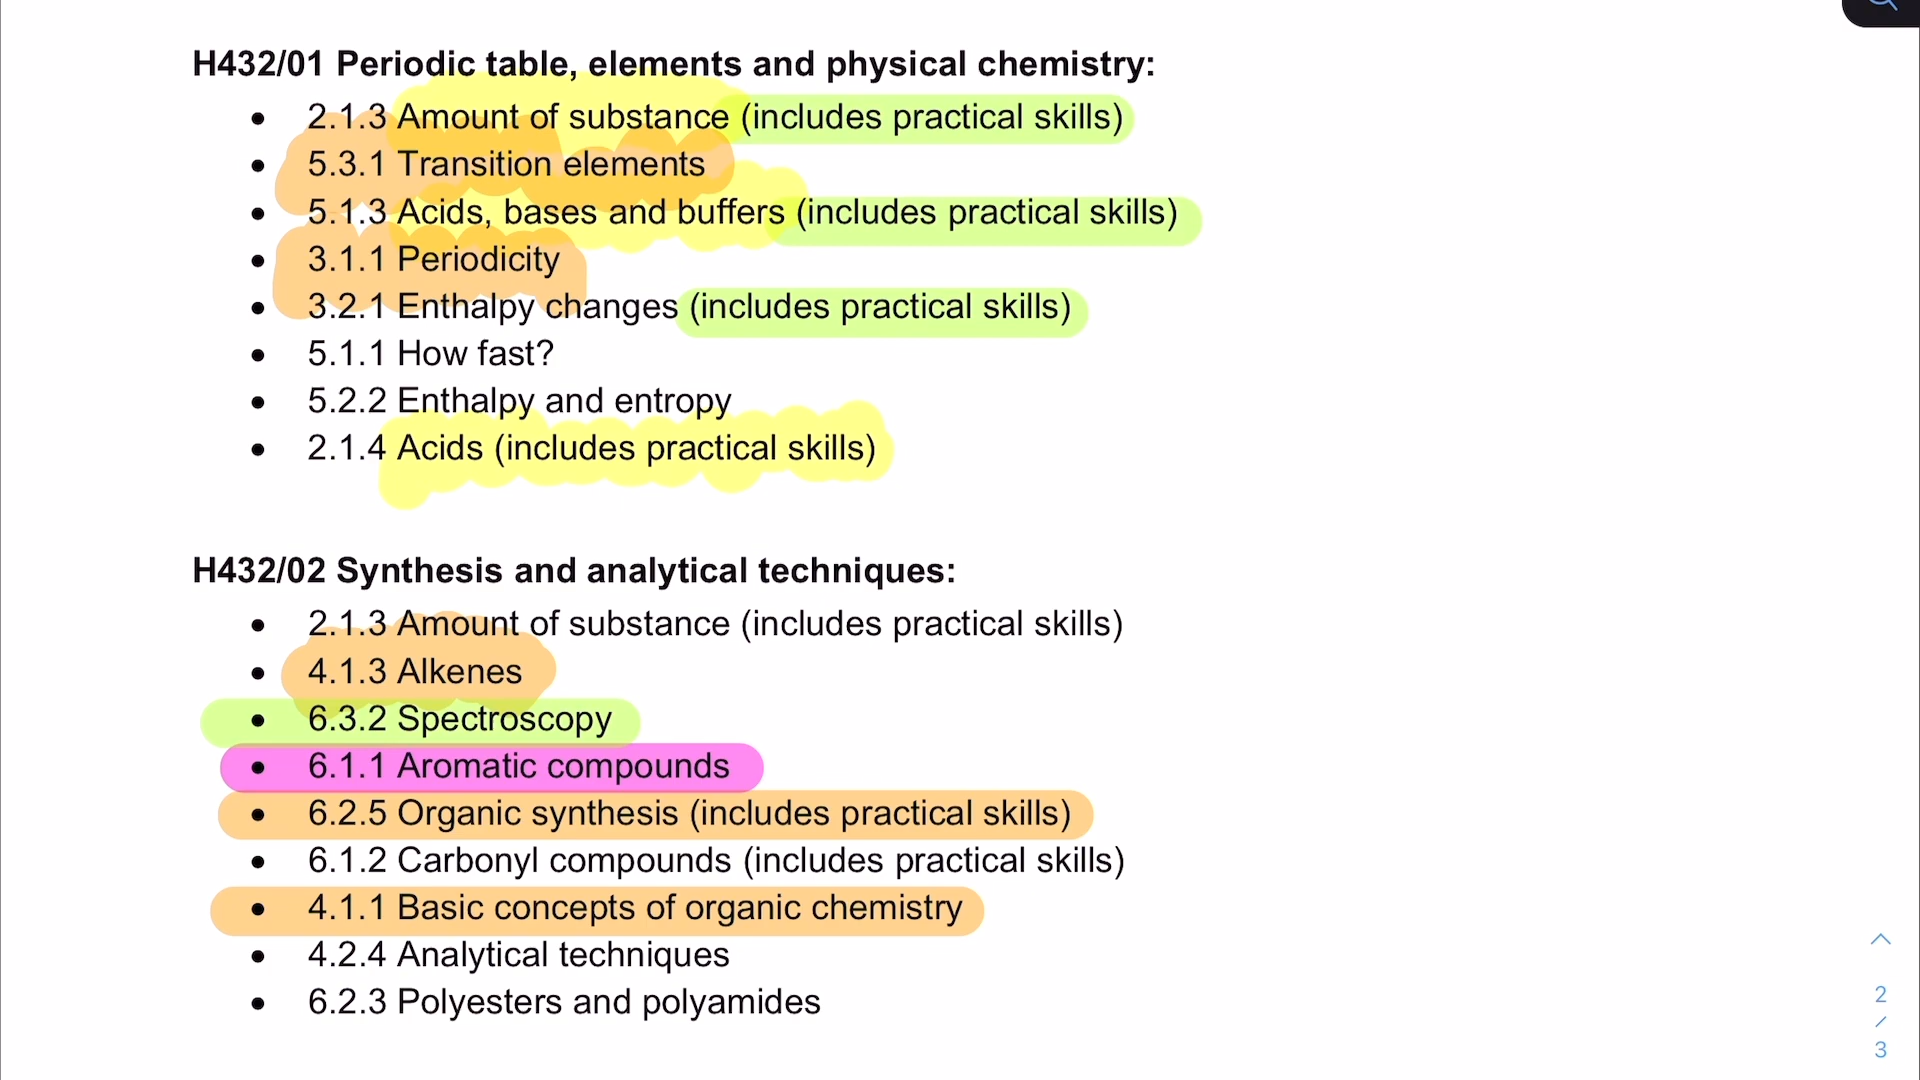 H432/01 Periodic table, elements and physical chemistry:
• 2.1.3 Amount of substance (includes practical skills)
• 5.3.1 Transition elements
• 5.1.3 Acids, bases and buffers (includes practical skills)
• 3.1.1 Periodicity
• 3.2.1 Enthalpy changes (includes practical skills)
• 5.1.1 How fast?
• 5.2.2 Enthalpy and entropy
• 2.1.4 Acids (includes practical skills)
H432/02 Synthesis and analytical techniques:
• 2.1.3 Amount of substance (includes practical skills)
• 4.1.3 Alkenes
• 6.3.2 Spectroscopy
• 6.1.1 Aromatic compounds
• 6.2.5 Organic synthesis (includes practical skills)
• 6.1.2 Carbonyl compounds (includes practical skills)
• 4.1.1 Basic concepts of organic chemistry
• 4.2.4 Analytical techniques
• 6.2.3 Polyesters and polyamides
2
/
3